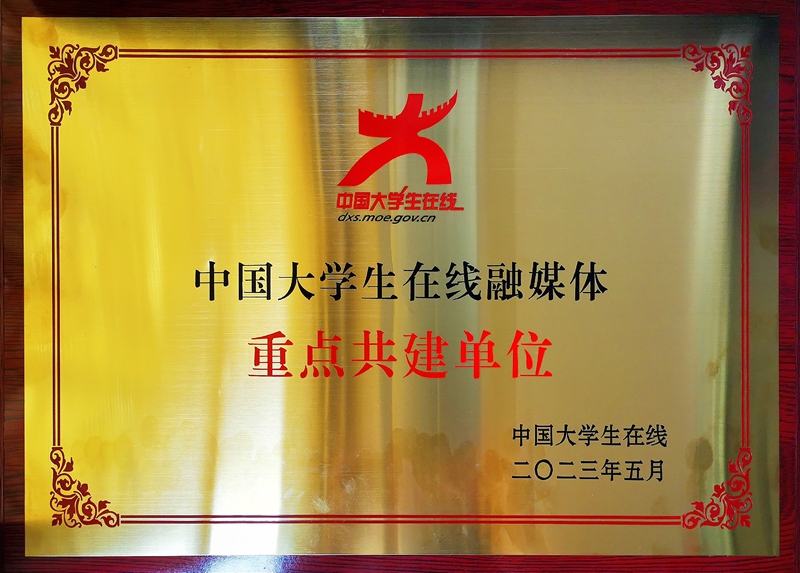 中国大学生在线
dxs.moe.gov.cn
中国大学生在线融媒体
重点共建单位
中国大学生在线
二〇二三年五月